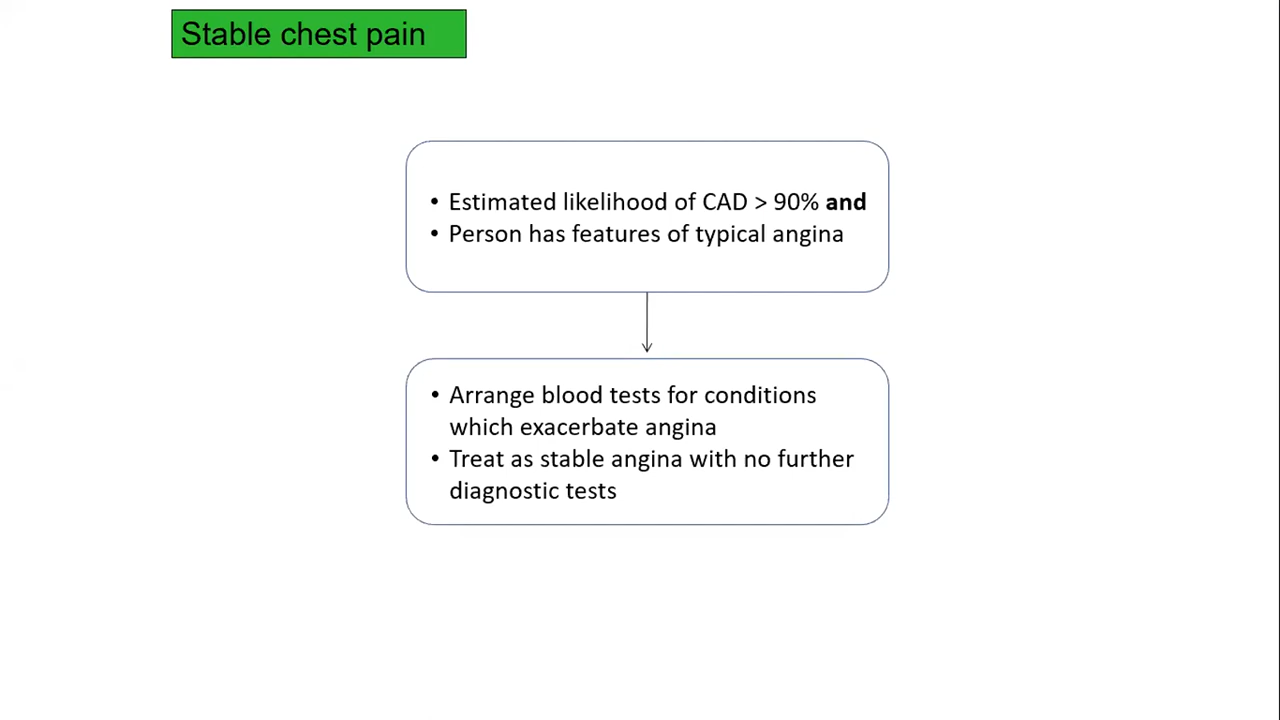 Stable chest pain
• Estimated likelihood of CAD > 90% and
• Person has features of typical angina
• Arrange blood tests for conditions
which exacerbate angina
• Treat as stable angina with no further
diagnostic tests